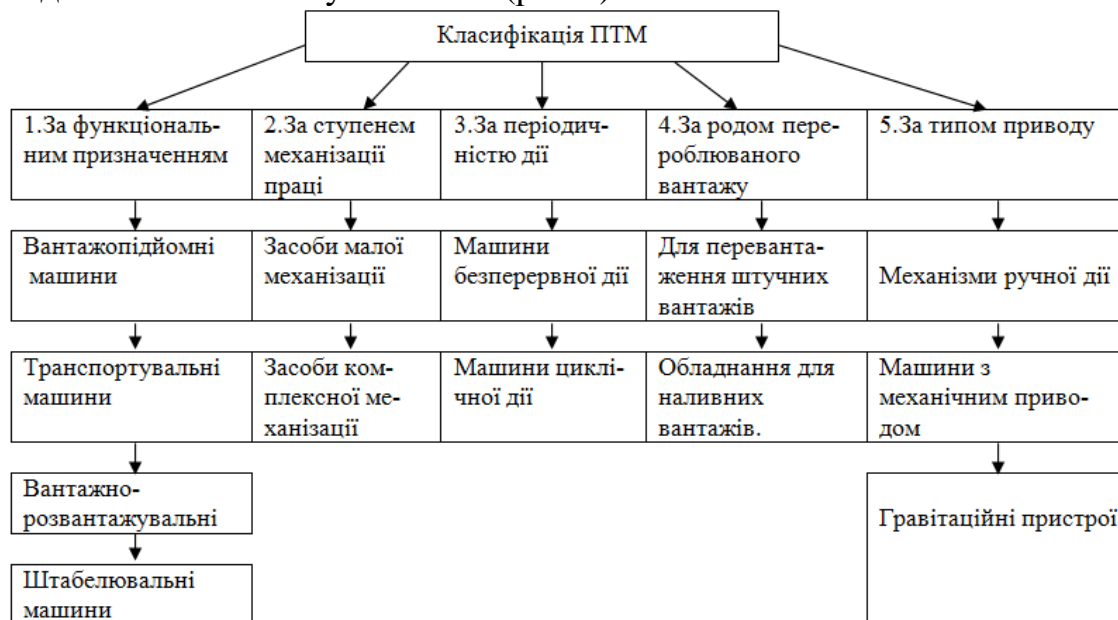 Класифікація ПТМ
1.За функціональ-
ним призначенням
2.За ступенем
механізації
праці
3.За періодич-
ністю дії
4.За родом пере-
роблюваного
вантажу
5.За типом приводу
Вантажопідйомні
машини
Засоби малої
механізації
Машини
безперервної дії
Для переванта-
ження штучних
вантажів
Механізми ручної дії
Транспортувальні
машини
Засоби ком-
плексної ме-
ханізації
Машини циклі-
чної дії
Обладнання для
наливних
вантажів.
Машини з
механічним приво-
дом
Вантажно-
розвантажувальні
Гравітаційні пристрої
Штабелювальні
машини